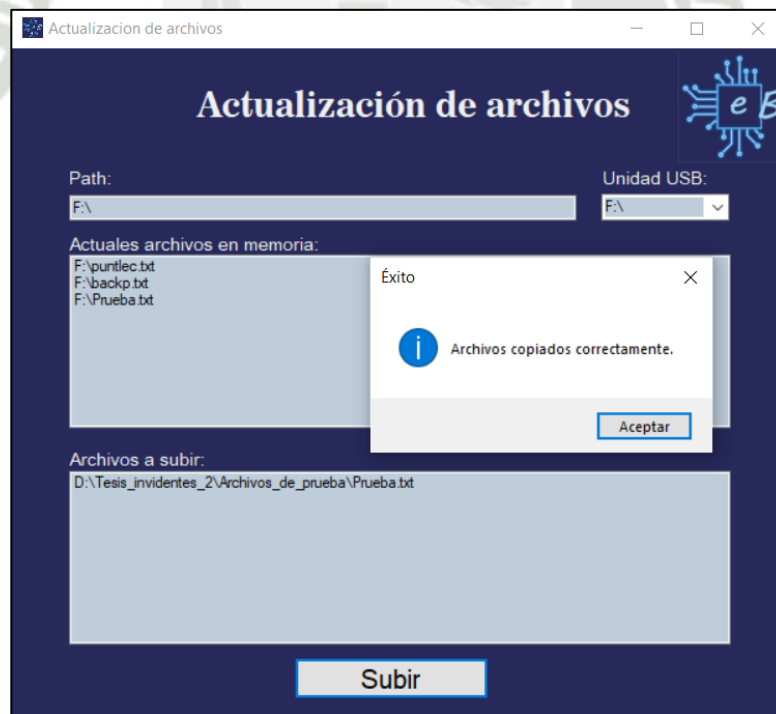 Actualizacion de archivos
Actualización de archivos
e B
Path:
Unidad USB:
F:\
F:\
Actuales archivos en memoria:
F:\puntlec.txt
F:\backp.txt
F:\Prueba.txt
Éxito
Archivos copiados correctamente.
Aceptar
Archivos a subir:
D:\Tesis_invidentes_2\Archivos_de_prueba\Prueba.txt
Subir